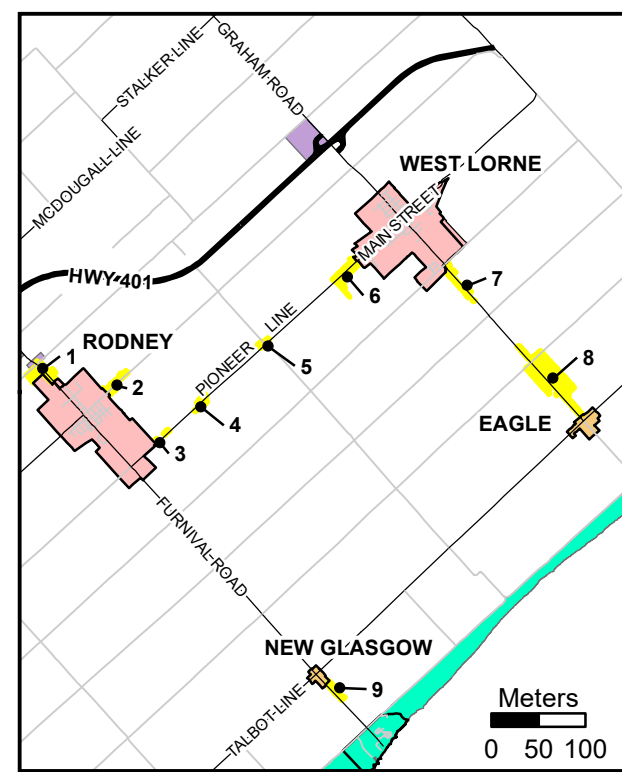 STALKER LINE
GRAHAM ROAD
MCDOUGALL LINE
WEST LORNE
MAIN STREET
HWY 401
6
7
1
RODNEY
PIONEER LINE
5
2
8
4
EAGLE
3
FURNIVAL ROAD
NEW GLASGOW
9
TALBOT LINE
Meters
0 50 100